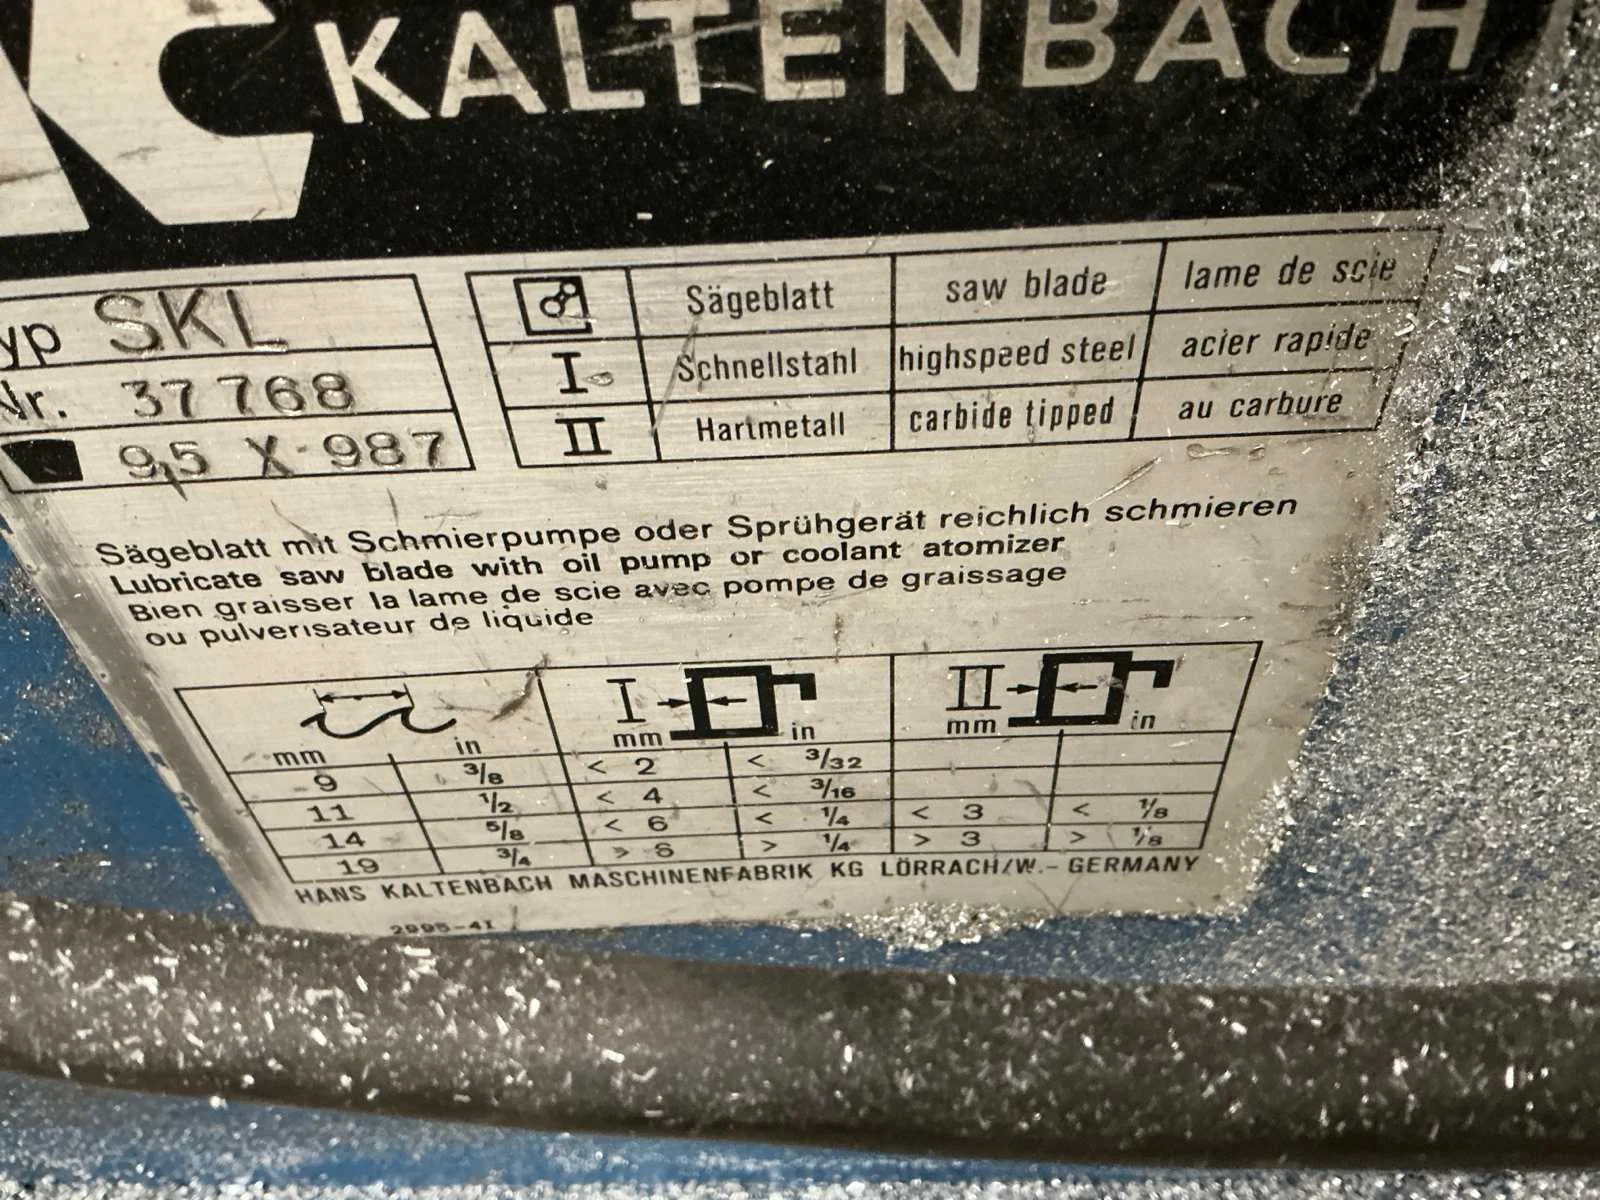 KALTENBACH
yp SKL
Nr. 37768
9,5 X 987
Sägeblatt saw blade lame de scie
I Schnellstahl highspeed steel acier rapide
II Hartmetall carbide tipped au carbure
Sägeblatt mit Schmierpumpe oder Sprühgerät reichlich schmieren
Lubricate saw blade with oil pump or coolant atomizer
Bien graisser la lame de scie avec pompe de graissage
ou pulverisateur de liquide
I II
mm in mm in mm in
9 3/8 < 2 < 3/32
11 1/2 < 4 < 3/16
14 5/8 < 6 < 1/4 < 3 < 1/8
19 3/4 > 6 > 1/4 > 3 > 1/8
HANS KALTENBACH MASCHINENFABRIK KG LÖRRACH/W.- GERMANY
2995-41